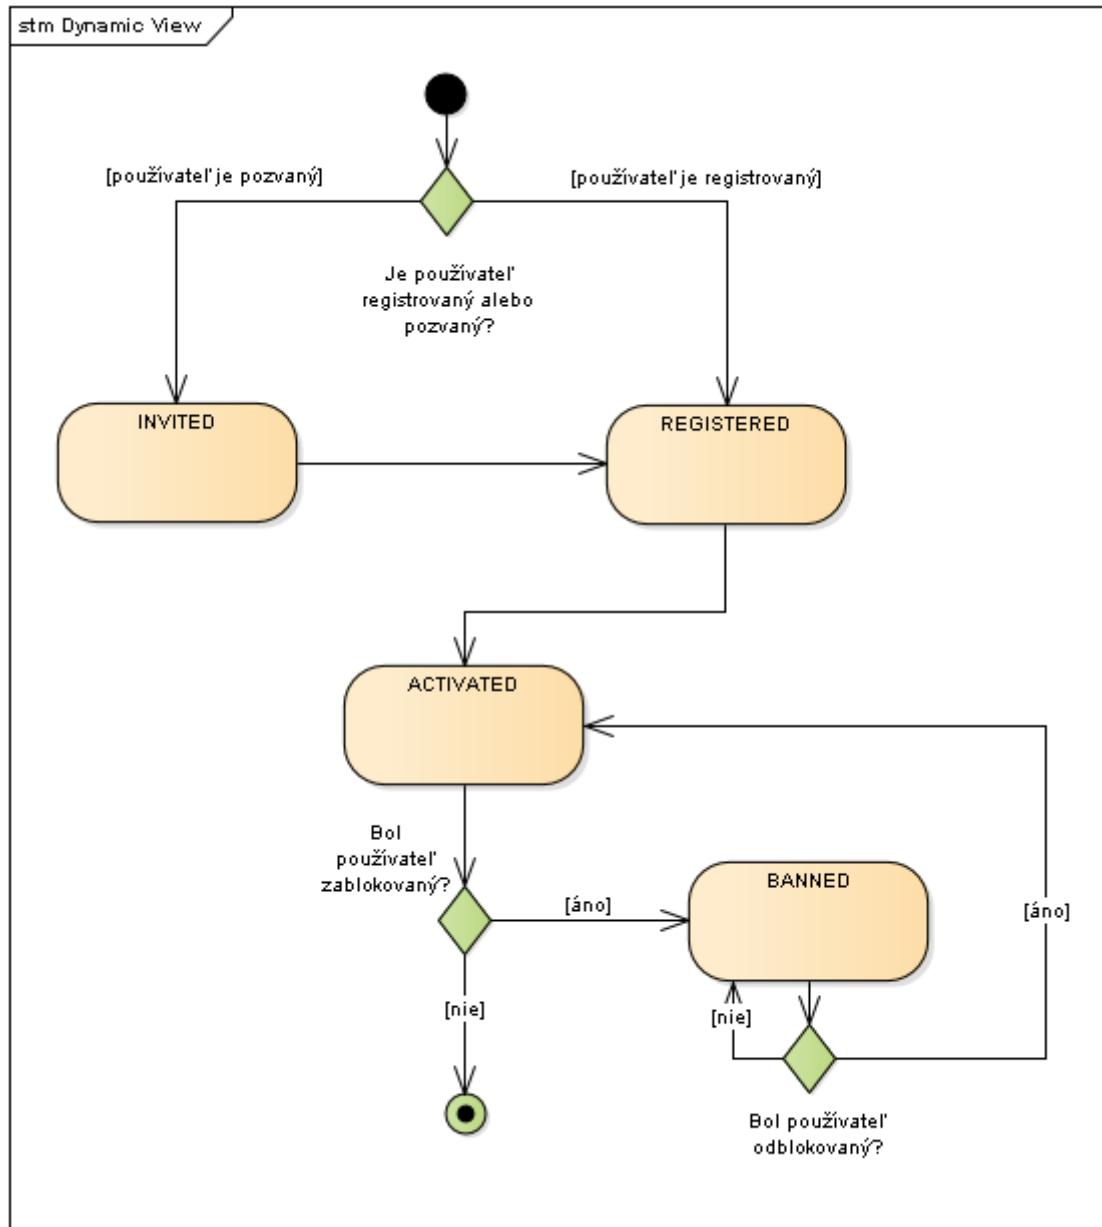 stm Dynamic View
[používateľ je pozvaný]
[používateľ je registrovaný]
Je používateľ
registrovaný alebo
pozvaný?
INVITED
REGISTERED
ACTIVATED
Bol
používateľ
zablokovaný?
[áno]
BANNED
[áno]
[nie]
[nie]
Bol používateľ
odblokovaný?